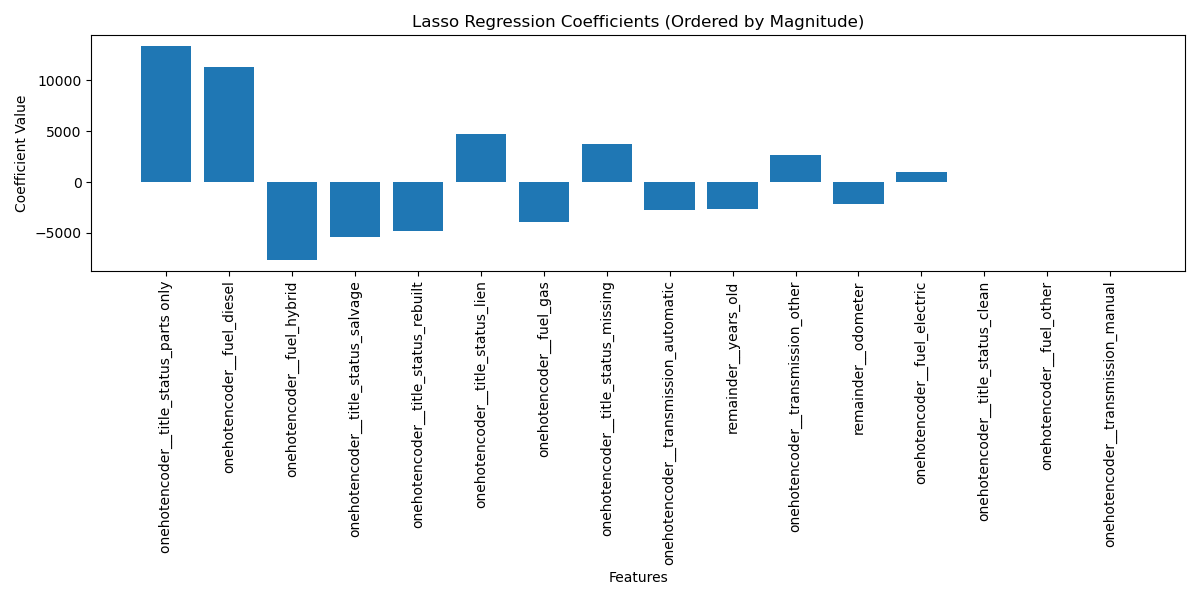 Lasso Regression Coefficients (Ordered by Magnitude)
Coefficient Value
10000
5000
0
−5000
onehotencoder__title_status_parts only
onehotencoder__fuel_diesel
onehotencoder__fuel_hybrid
onehotencoder__title_status_salvage
onehotencoder__title_status_rebuilt
onehotencoder__title_status_lien
onehotencoder__fuel_gas
onehotencoder__title_status_missing
onehotencoder__transmission_automatic
remainder__years_old
onehotencoder__transmission_other
remainder__odometer
onehotencoder__fuel_electric
onehotencoder__title_status_clean
onehotencoder__fuel_other
onehotencoder__transmission_manual
Features